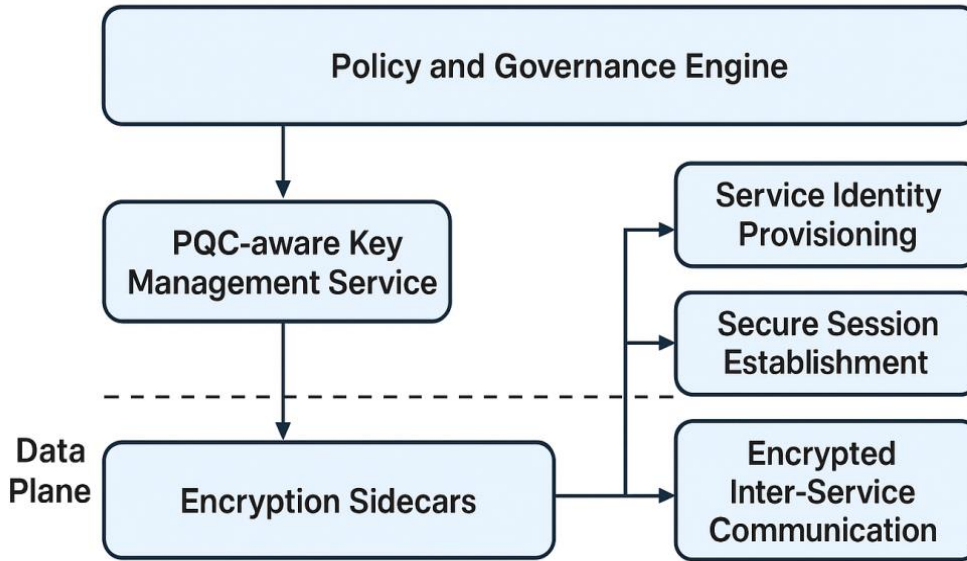 Policy and Governance Engine
PQC-aware Key
Management Service
Service Identity
Provisioning
Secure Session
Establishment
Data
Plane
Encryption Sidecars
Encrypted
Inter-Service
Communication